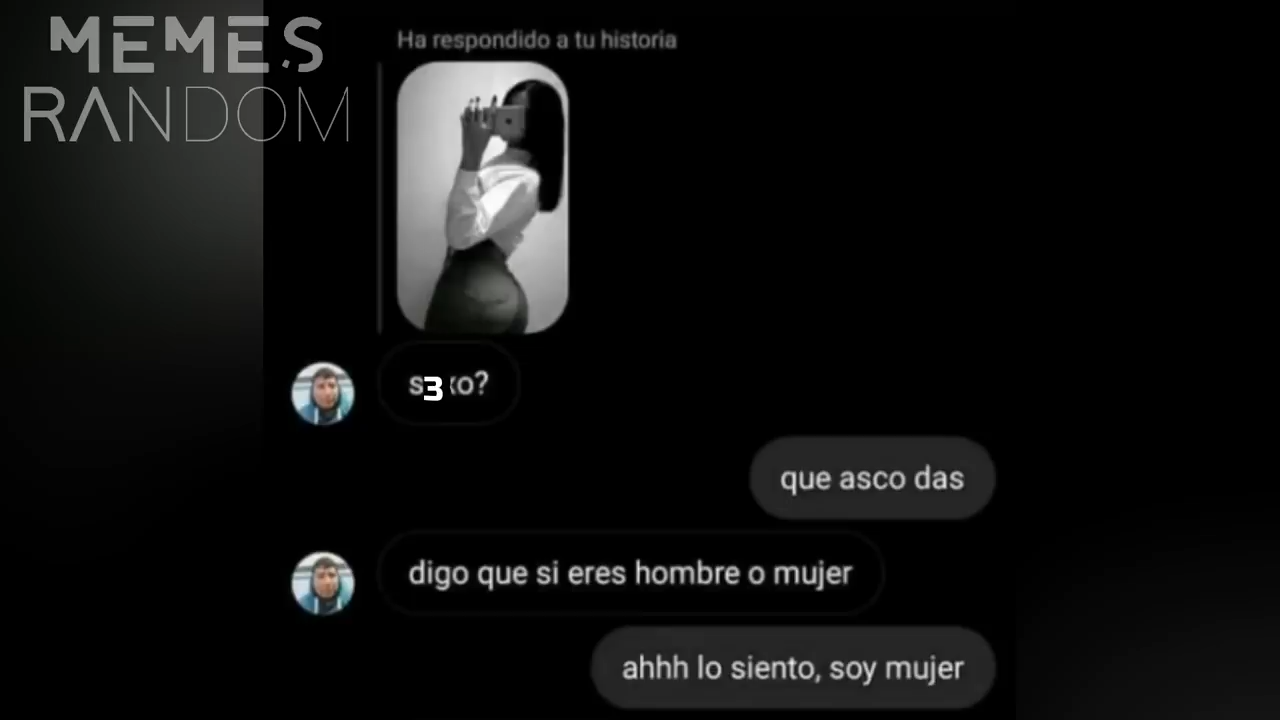 MEMES
RANDOM
Ha respondido a tu historia
s3xo?
que asco das
digo que si eres hombre o mujer
ahhh lo siento, soy mujer